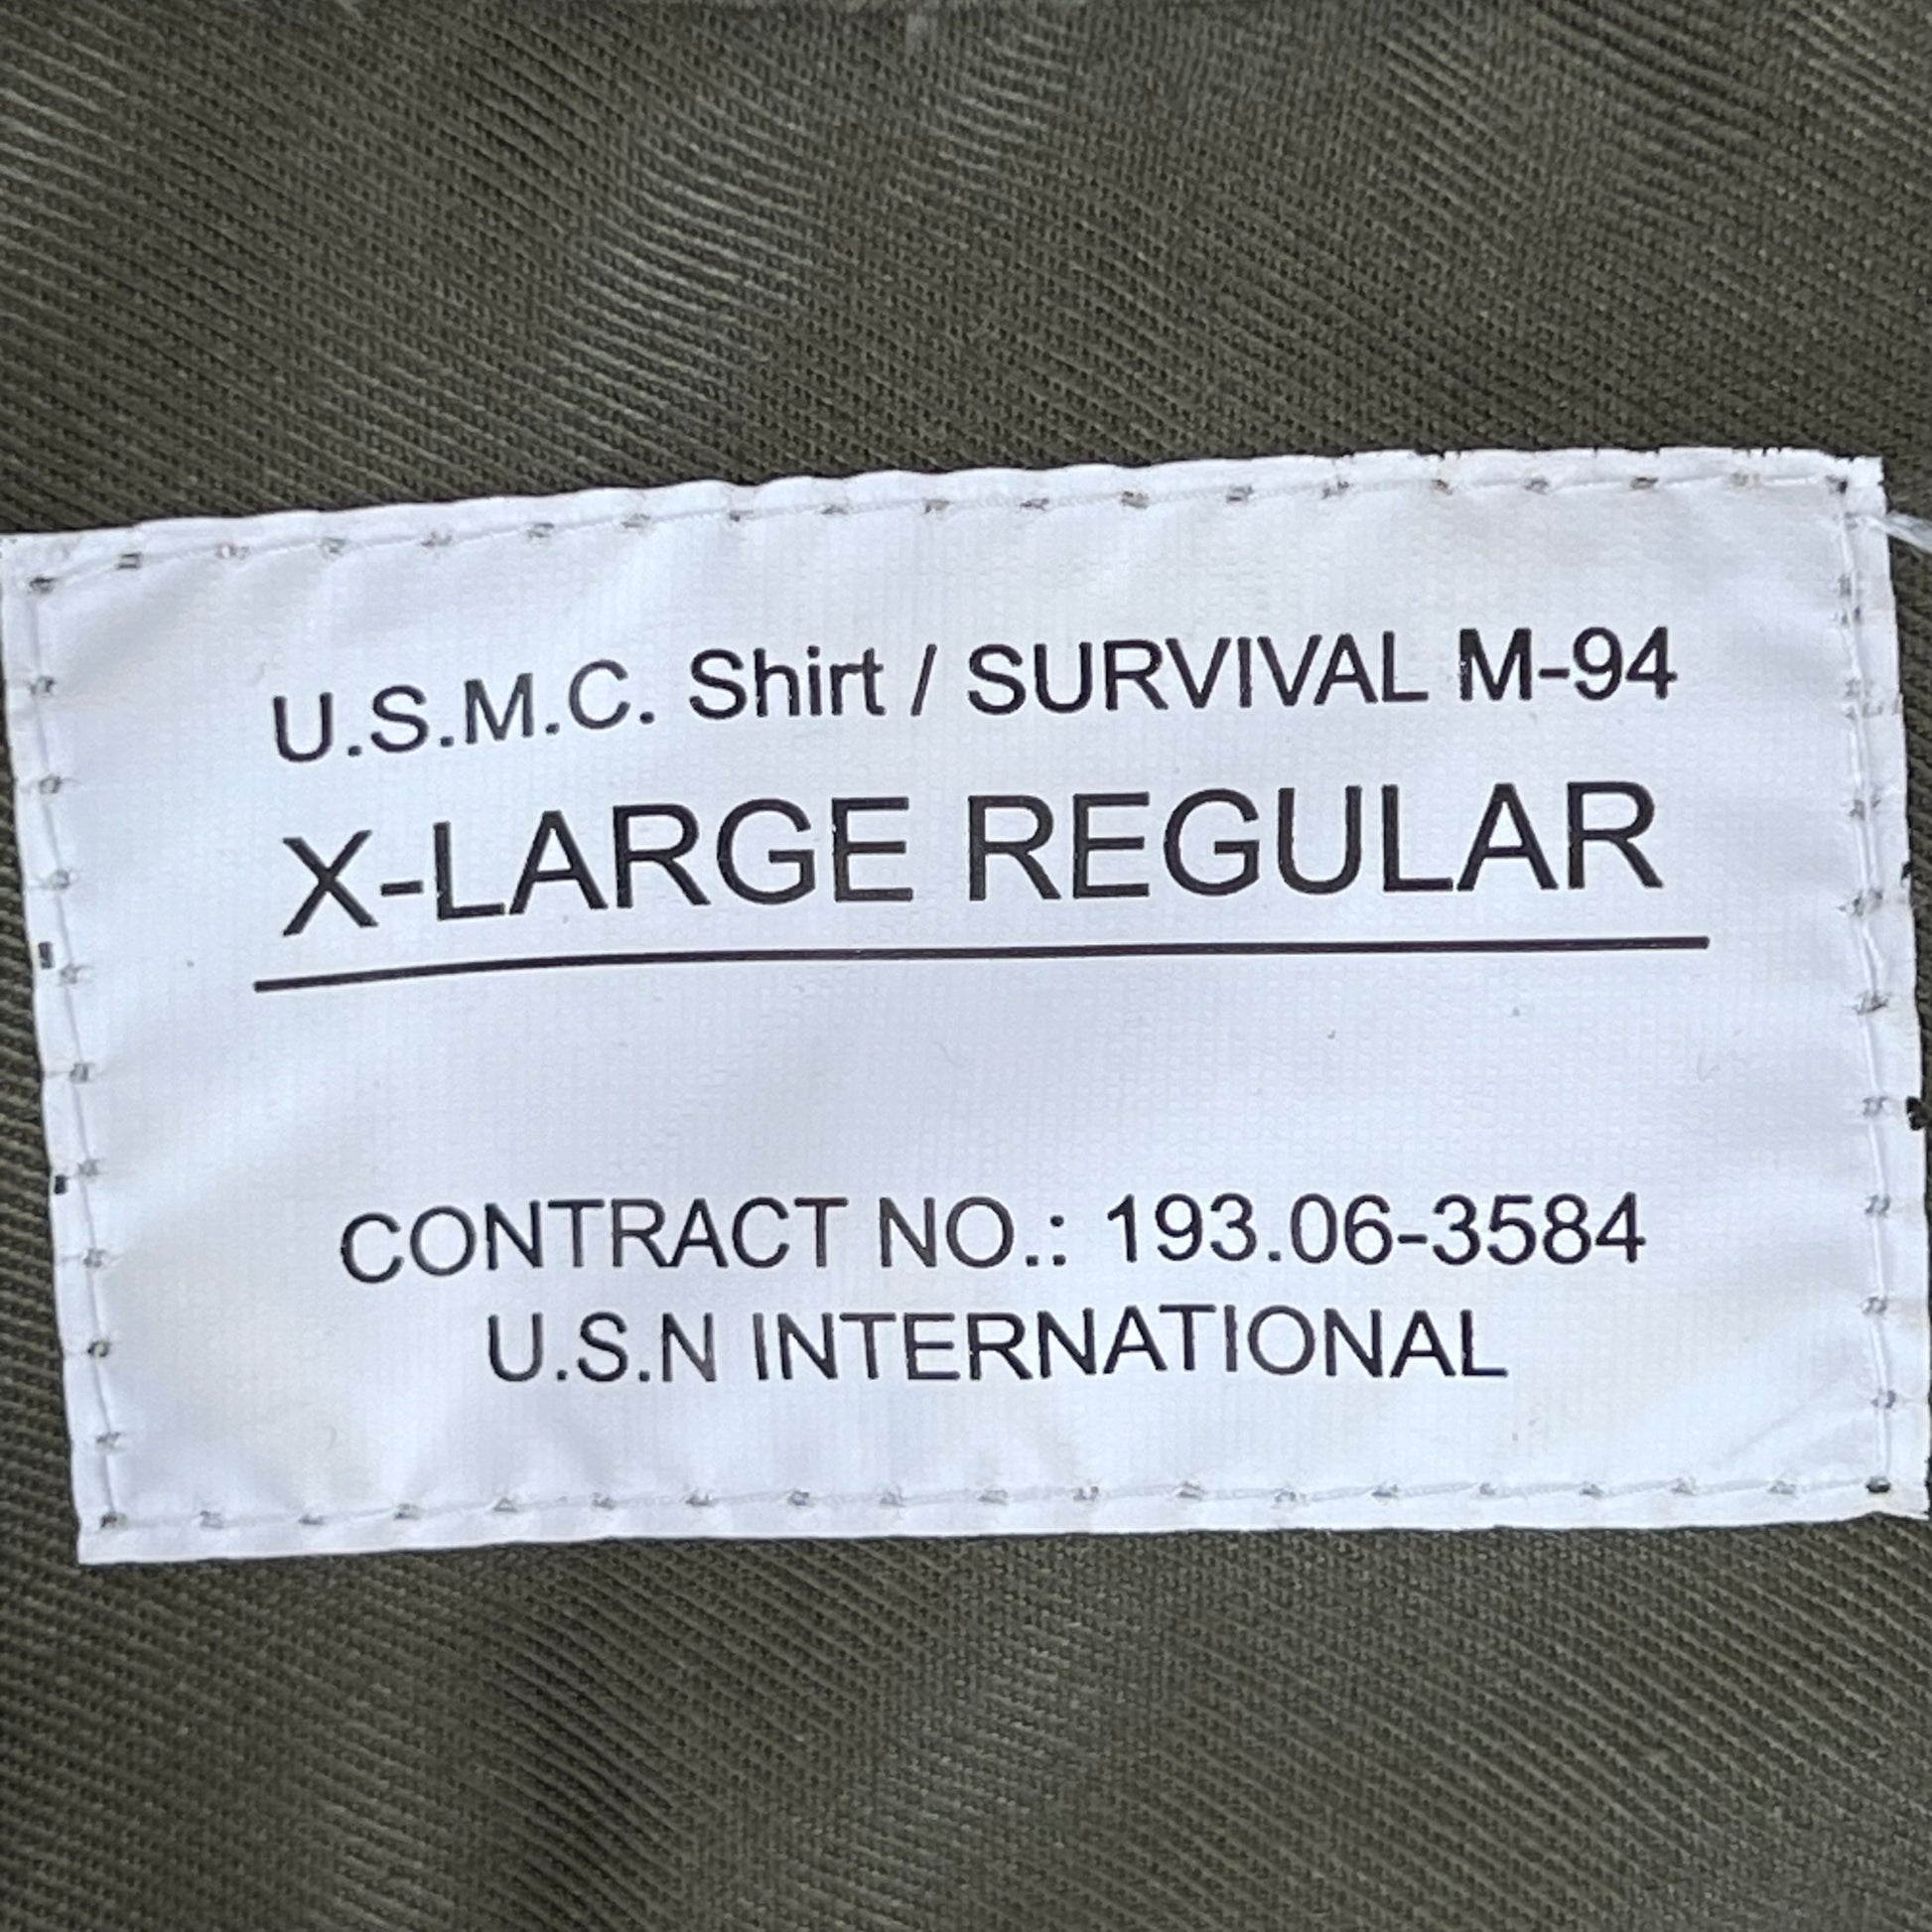 U.S.M.C. Shirt / SURVIVAL M-94
X-LARGE REGULAR
CONTRACT NO.: 193.06-3584
U.S.N INTERNATIONAL